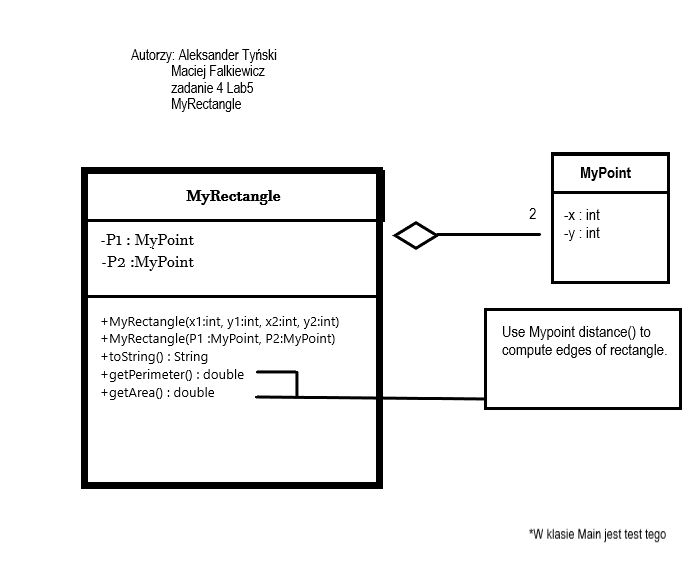 Autorzy: Aleksander Tyński
Maciej Falkiewicz
zadanie 4 Lab5
MyRectangle
MyRectangle
-P1 : MyPoint
-P2 :MyPoint
+MyRectangle(x1:int, y1:int, x2:int, y2:int)
+MyRectangle(P1 :MyPoint, P2:MyPoint)
+toString() : String
+getPerimeter() : double
+getArea() : double
2
MyPoint
-x : int
-y : int
Use Mypoint distance() to
compute edges of rectangle.
*W klasie Main jest test tego